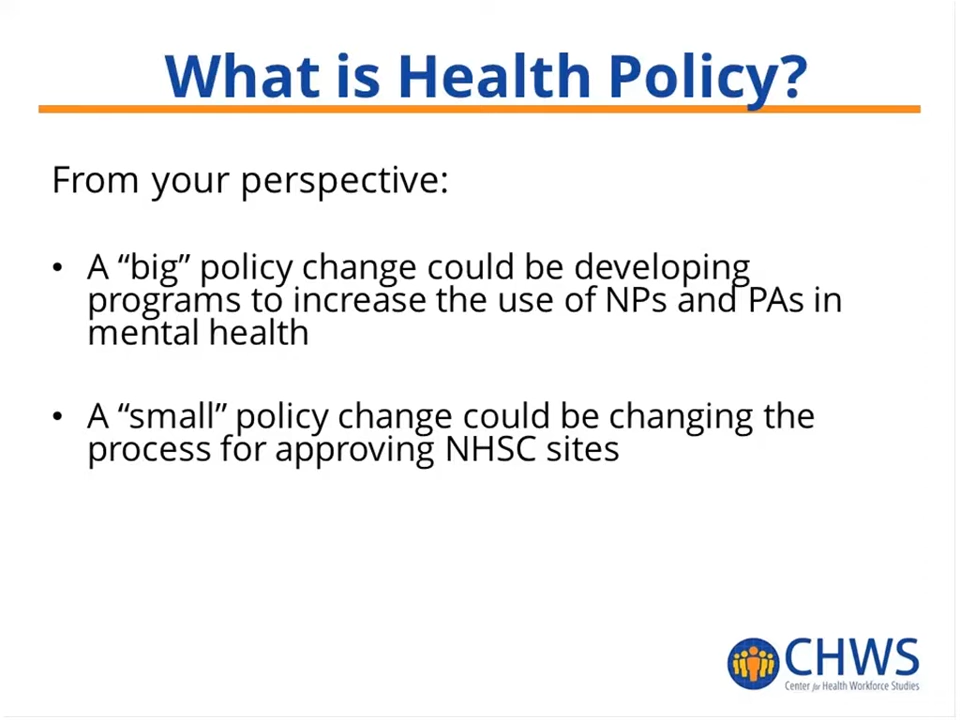 What is Health Policy?
From your perspective:
• A “big” policy change could be developing
programs to increase the use of NPs and PAs in
mental health
• A “small” policy change could be changing the
process for approving NHSC sites
CHWS
Center for Health Workforce Studies